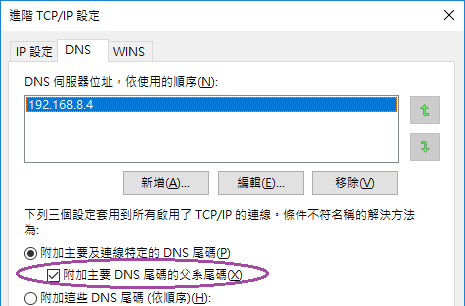 進階 TCP/IP 設定
IP 設定 DNS WINS
DNS 伺服器位址，依使用的順序(N):
192.168.8.4
新增(A)... 編輯(E)... 移除(V)
下列三個設定套用到所有啟用了 TCP/IP 的連線。條件不符名稱的解決方法
為:
附加主要及連線特定的 DNS 尾碼(P)
附加主要 DNS 尾碼的父系尾碼(X)
附加這些 DNS 尾碼 (依順序)(H):